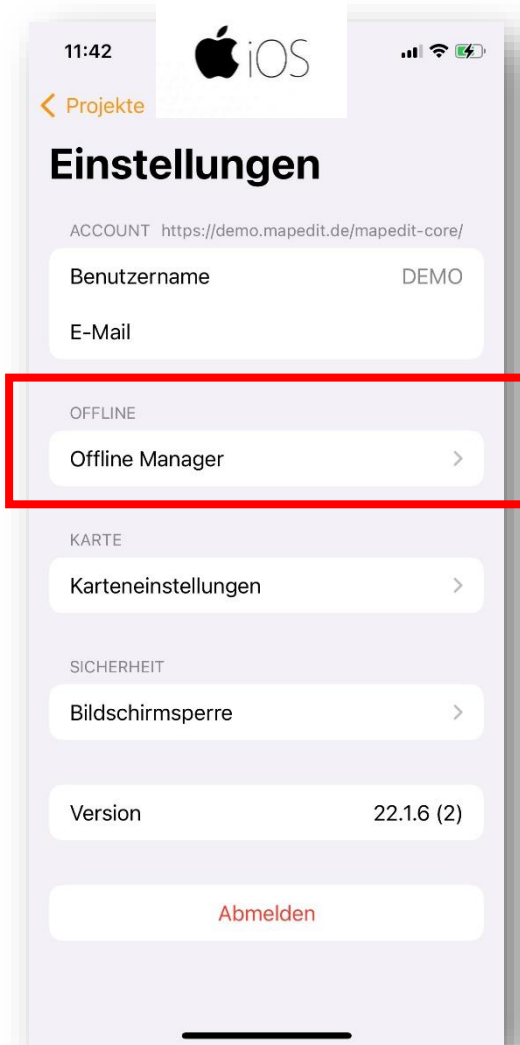 11:42
iOS
Projekte
Einstellungen
ACCOUNT https://demo.mapedit.de/mapedit-core/
Benutzername DEMO
E-Mail
OFFLINE
Offline Manager
KARTE
Karteneinstellungen
SICHERHEIT
Bildschirmsperre
Version 22.1.6 (2)
Abmelden